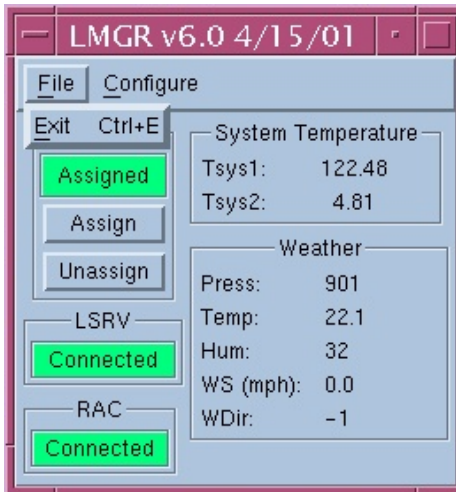 LMGR v6.0 4/15/01
File Configure
Exit Ctrl+E
Assigned
Assign
Unassign
LSRV
Connected
RAC
Connected
System Temperature
Tsys1: 122.48
Tsys2: 4.81
Weather
Press: 901
Temp: 22.1
Hum: 32
WS (mph): 0.0
WDir: -1